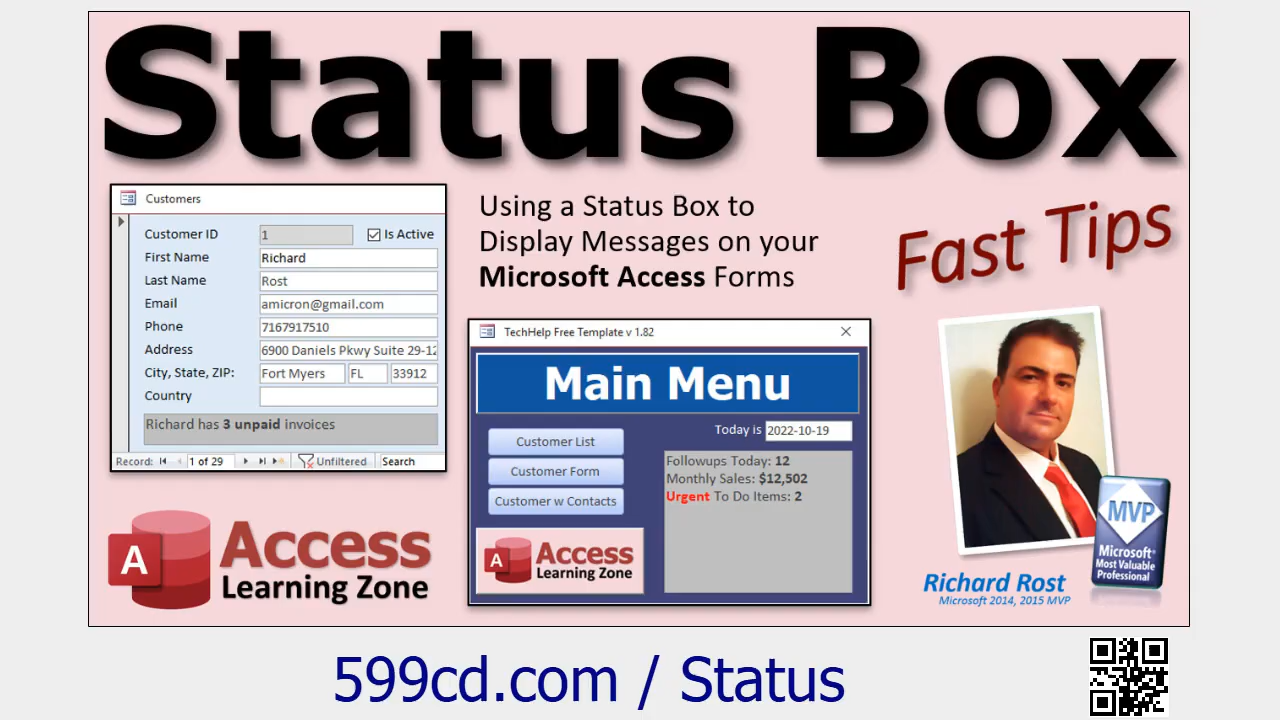 Status Box
Customers
Customer ID 1 Is Active
First Name Richard
Last Name Rost
Email amicron@gmail.com
Phone 7167917510
Address 6900 Daniels Pkwy Suite 29-12
City, State, ZIP: Fort Myers FL 33912
Country
Richard has 3 unpaid invoices
Record: 1 of 29 Unfiltered Search
Using a Status Box to
Display Messages on your
Microsoft Access Forms
Fast Tips
TechHelp Free Template v 1.82
Main Menu
Today is 2022-10-19
Customer List
Customer Form
Customer w Contacts
Followups Today: 12
Monthly Sales: $12,502
Urgent To Do Items: 2
A Access
Learning Zone
A Access
Learning Zone
MVP
Microsoft®
Most Valuable
Professional
Richard Rost
Microsoft 2014, 2015 MVP
599cd.com / Status